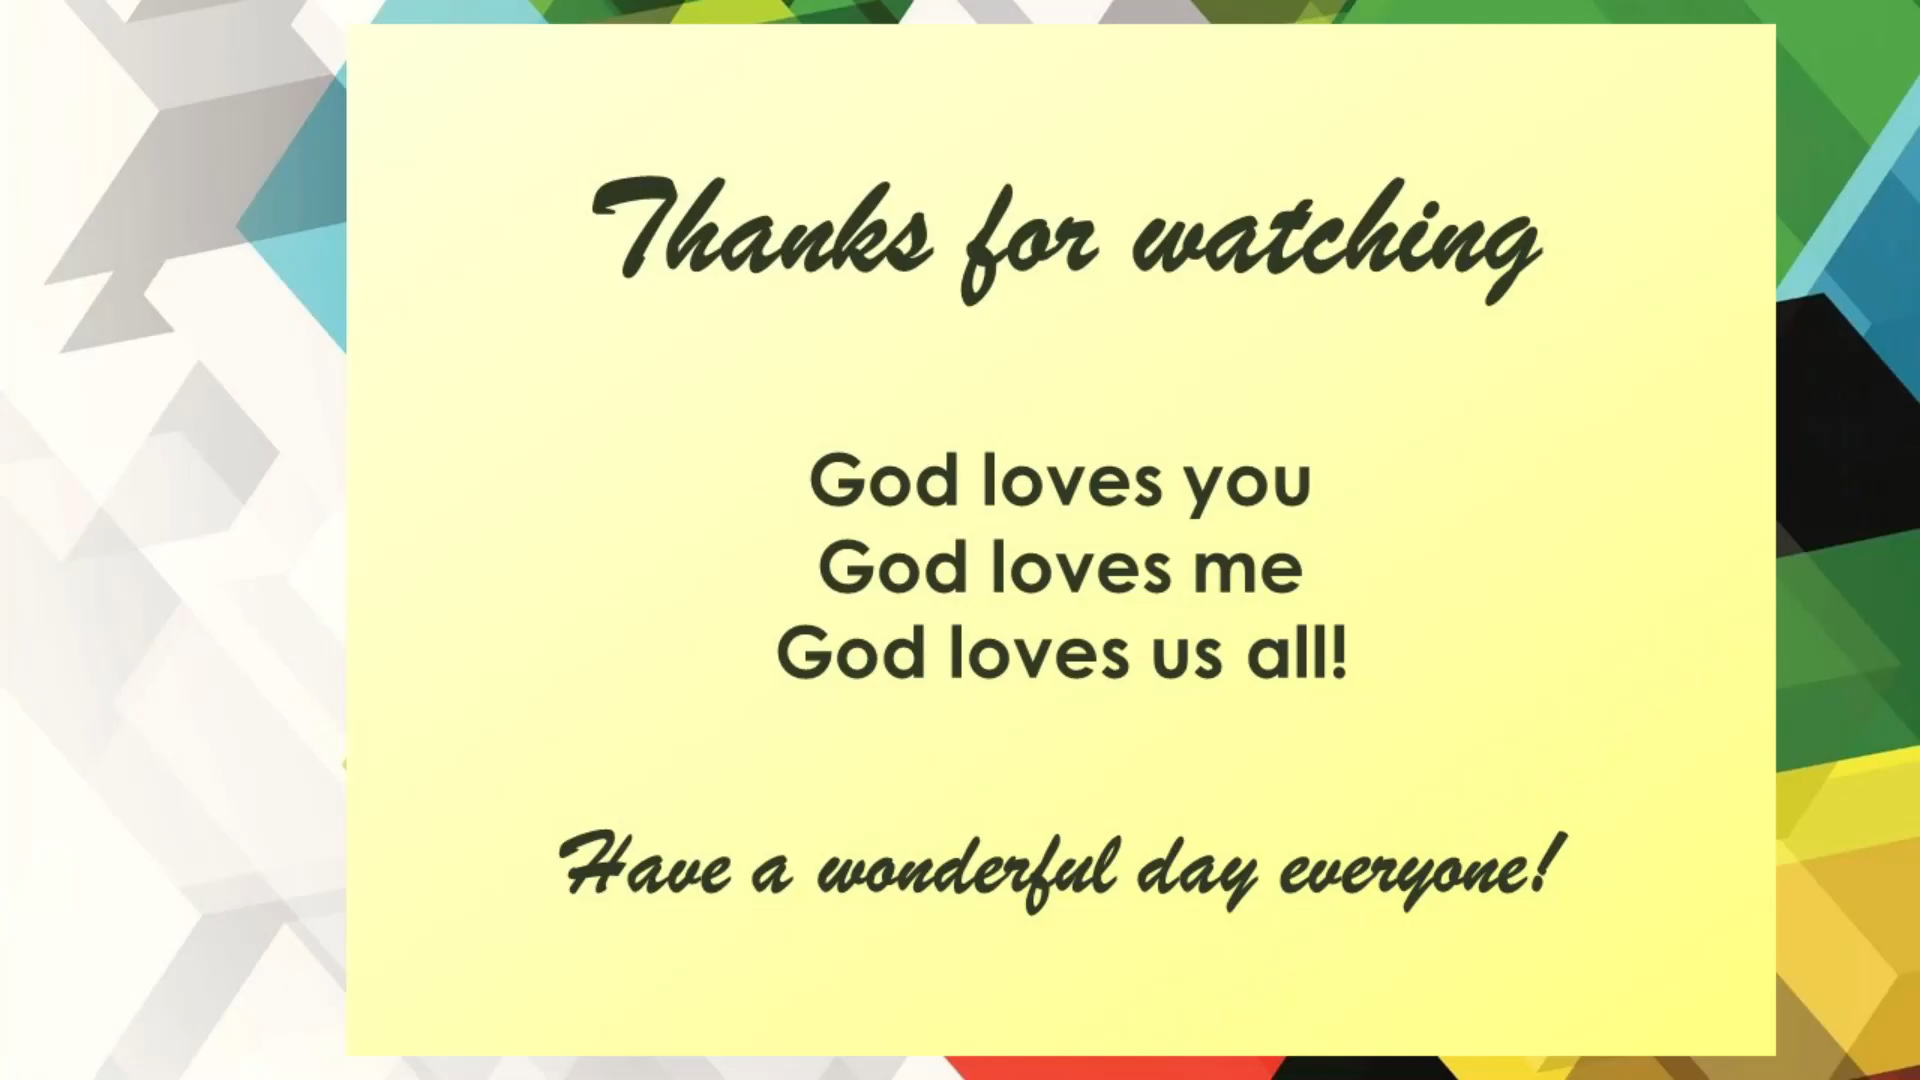 Thanks for watching
God loves you
God loves me
God loves us all!
Have a wonderful day everyone!